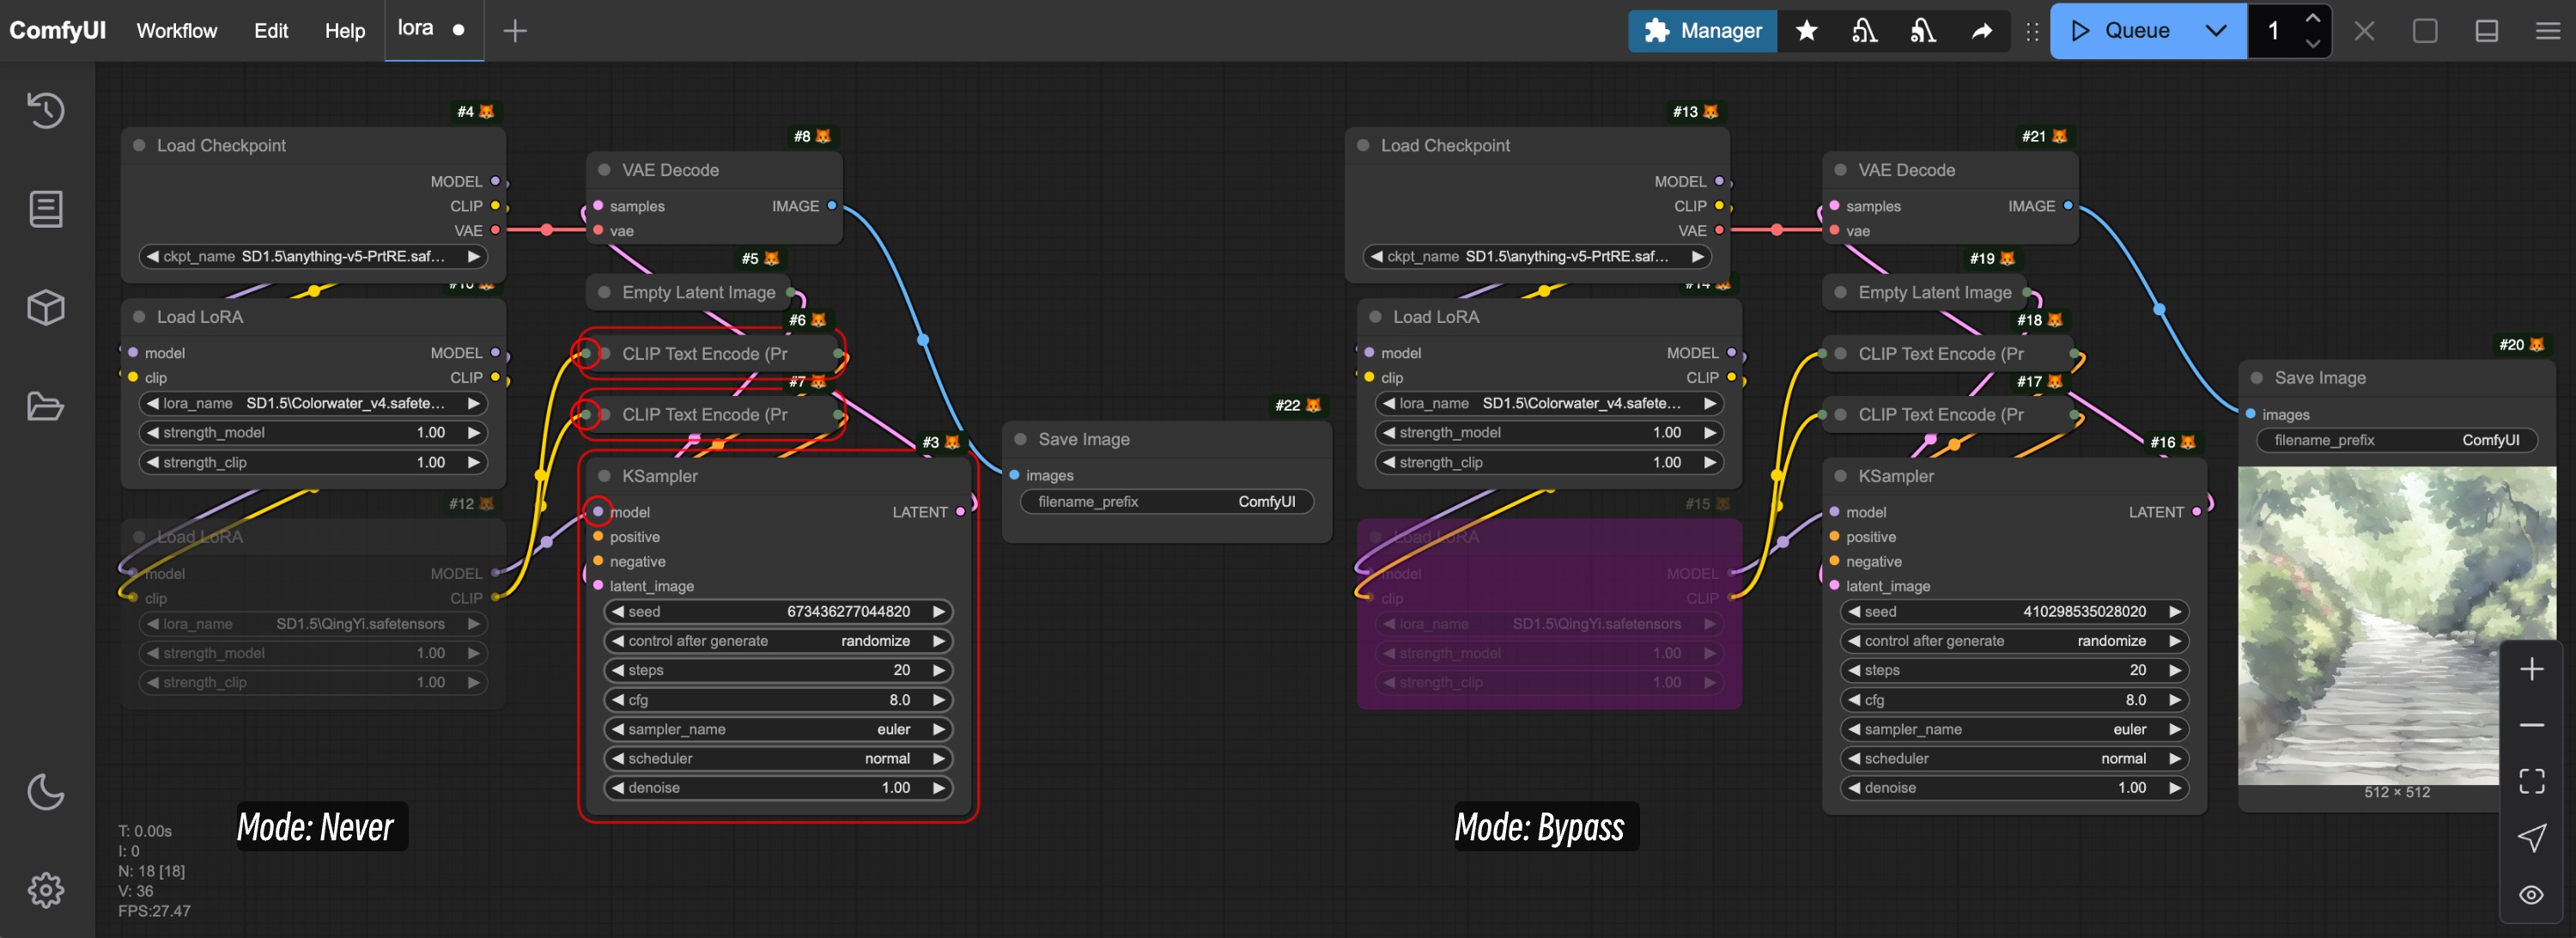 ComfyUI Workflow Edit Help lora Manager Queue 1
#4
Load Checkpoint
MODEL
CLIP
VAE
ckpt_name SD1.5\anything-v5-PrtRE.saf...
#10
Load LoRA
model MODEL
clip CLIP
lora_name SD1.5\Colorwater_v4.safete...
strength_model 1.00
strength_clip 1.00
#12
Load LoRA
model MODEL
clip CLIP
lora_name SD1.5\QingYi.safetensors
strength_model 1.00
strength_clip 1.00
#8
VAE Decode
samples IMAGE
vae
#5
Empty Latent Image
#6
CLIP Text Encode (Pr
#7
CLIP Text Encode (Pr
#3
KSampler
model LATENT
positive
negative
latent_image
seed 673436277044820
control after generate randomize
steps 20
cfg 8.0
sampler_name euler
scheduler normal
denoise 1.00
#22
Save Image
images
filename_prefix ComfyUI
Mode: Never
T: 0.00s
I: 0
N: 18 [18]
V: 36
FPS:27.47
#13
Load Checkpoint
MODEL
CLIP
VAE
ckpt_name SD1.5\anything-v5-PrtRE.saf...
#14
Load LoRA
model MODEL
clip CLIP
lora_name SD1.5\Colorwater_v4.safete...
strength_model 1.00
strength_clip 1.00
#15
Load LoRA
model MODEL
clip CLIP
lora_name SD1.5\QingYi.safetensors
strength_model 1.00
strength_clip 1.00
#21
VAE Decode
samples IMAGE
vae
#19
Empty Latent Image
#18
CLIP Text Encode (Pr
#17
CLIP Text Encode (Pr
#16
KSampler
model LATENT
positive
negative
latent_image
seed 410298535028020
control after generate randomize
steps 20
cfg 8.0
sampler_name euler
scheduler normal
denoise 1.00
#20
Save Image
images
filename_prefix ComfyUI
512 × 512
Mode: Bypass